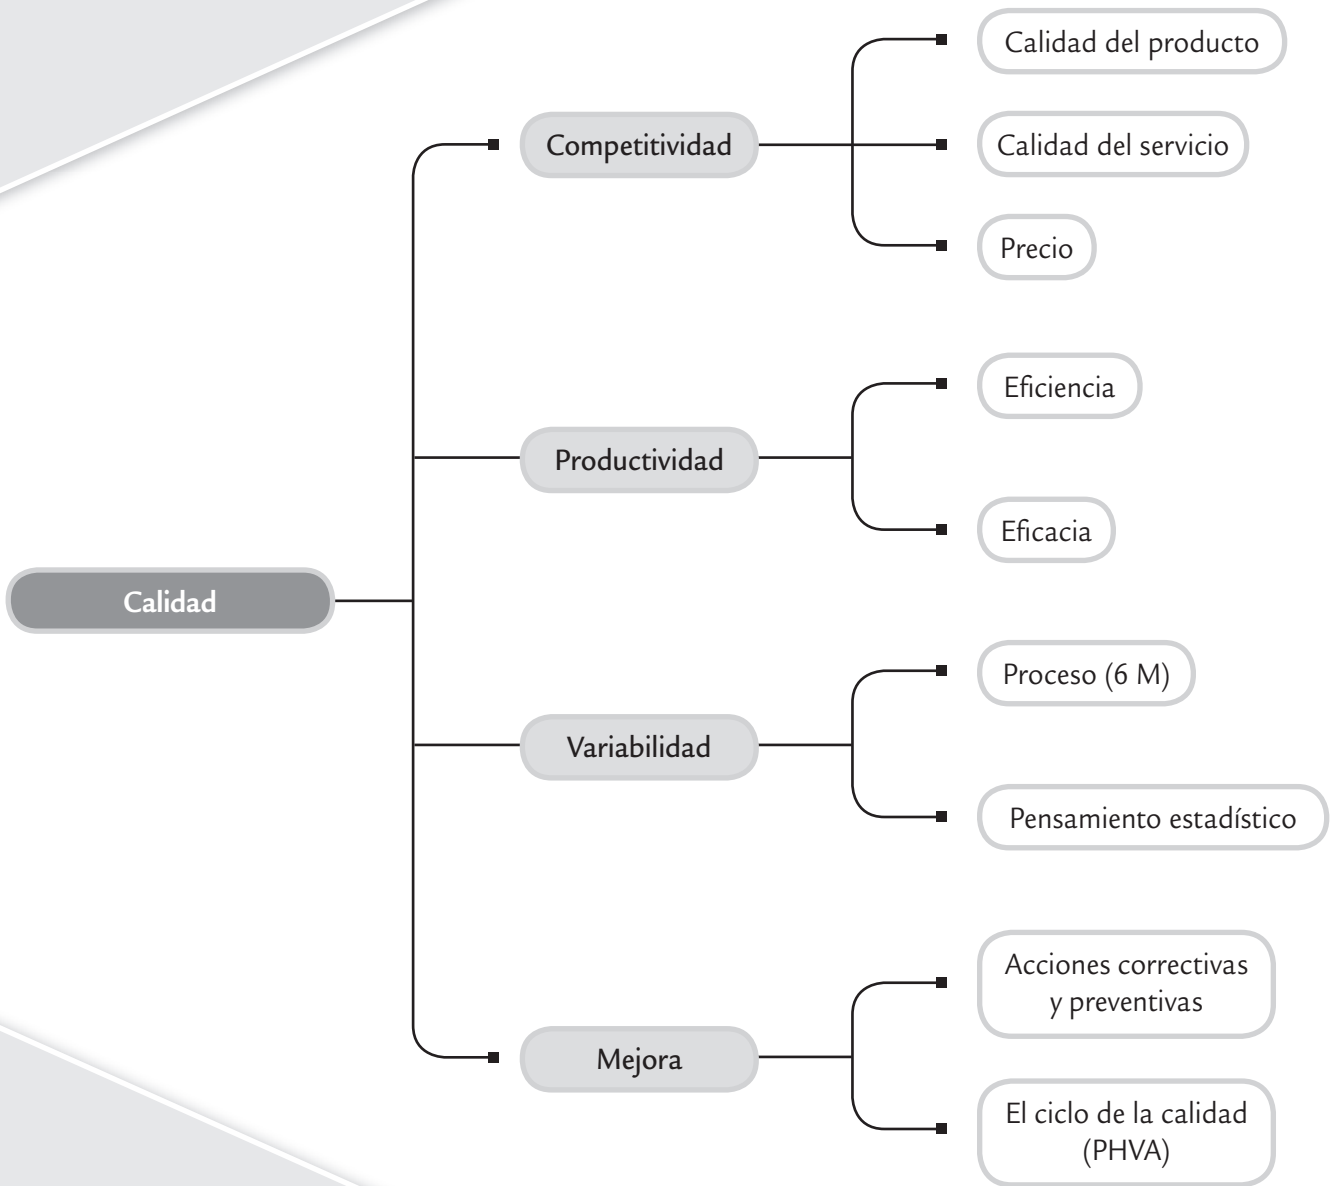 Calidad
Competitividad
Calidad del producto
Calidad del servicio
Precio
Productividad
Eficiencia
Eficacia
Variabilidad
Proceso (6 M)
Pensamiento estadístico
Mejora
Acciones correctivas
y preventivas
El ciclo de la calidad
(PHVA)